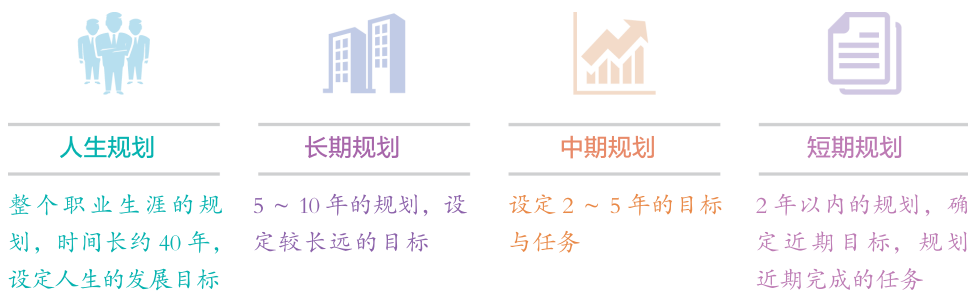 人生规划
整个职业生涯的规
划，时间长约 40 年，
设定人生的发展目标
长期规划
5 ~ 10 年的规划，设
定较长远的目标
中期规划
设定 2 ~ 5 年的目标
与任务
短期规划
2 年以内的规划，确
定近期目标，规划
近期完成的任务